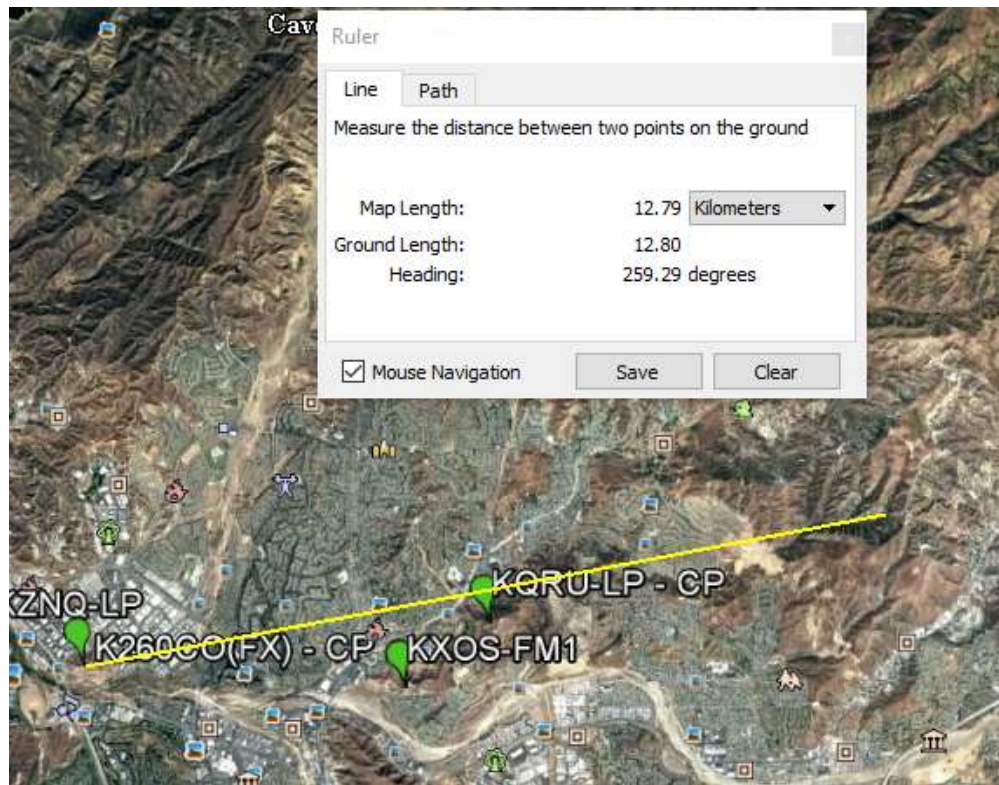 Cav
Ruler
Line Path
Measure the distance between two points on the ground
Map Length: 12.79 Kilometers
Ground Length: 12.80
Heading: 259.29 degrees
Mouse Navigation Save Clear
KQRU-LP - CP
KZNQ-LP
K260CO(FX) - CP KXOS-FM1